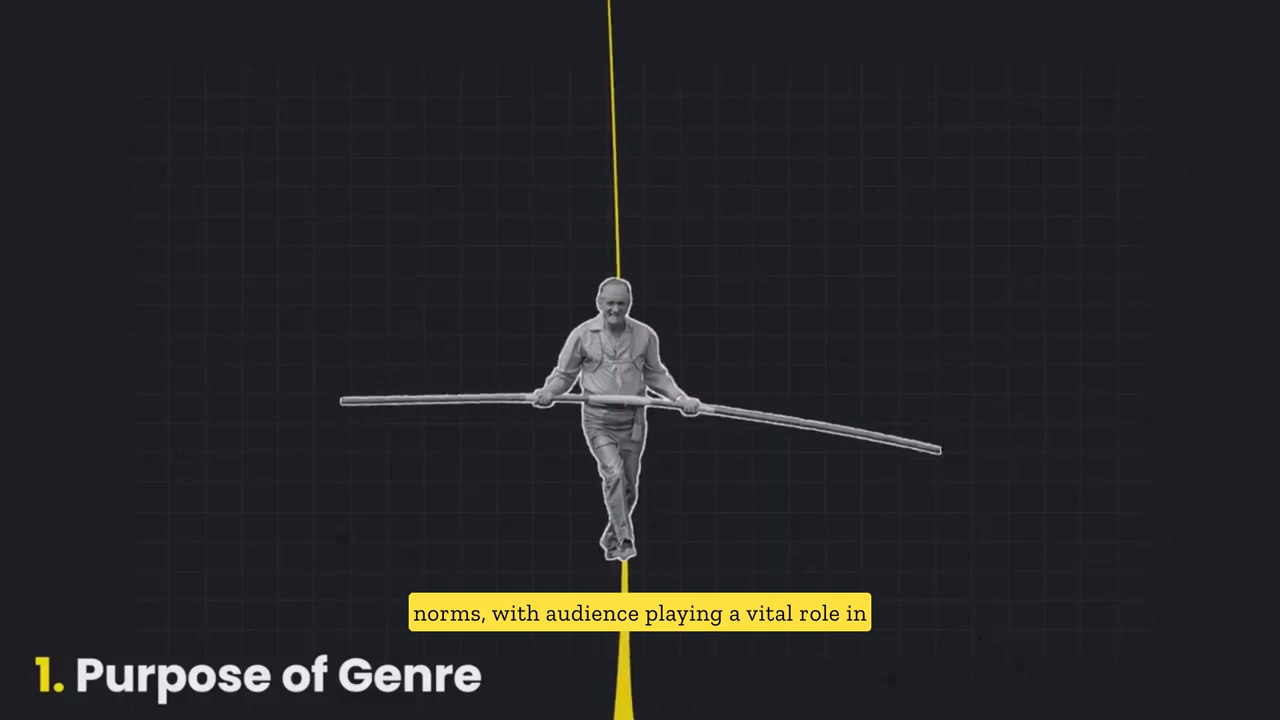 norms, with audience playing a vital role in
1. Purpose of Genre